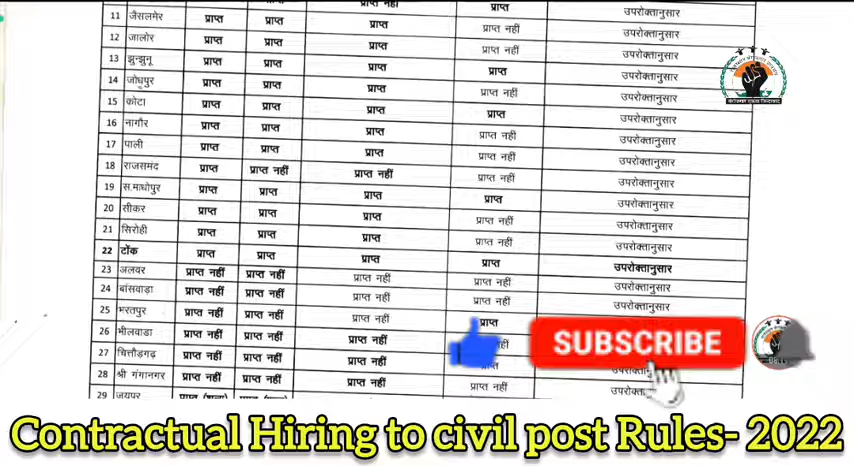 प्राप्त नहीं प्राप्त उपरोक्तानुसार
11 जैसलमेर प्राप्त प्राप्त प्राप्त प्राप्त नहीं उपरोक्तानुसार
12 जालोर प्राप्त प्राप्त प्राप्त प्राप्त नहीं उपरोक्तानुसार
13 झुन्झुनू प्राप्त प्राप्त प्राप्त प्राप्त उपरोक्तानुसार
14 जोधपुर प्राप्त प्राप्त प्राप्त प्राप्त नहीं उपरोक्तानुसार
15 कोटा प्राप्त प्राप्त प्राप्त प्राप्त उपरोक्तानुसार
16 नागौर प्राप्त प्राप्त प्राप्त प्राप्त नहीं उपरोक्तानुसार
17 पाली प्राप्त प्राप्त प्राप्त प्राप्त नहीं उपरोक्तानुसार
18 राजसमंद प्राप्त प्राप्त नहीं प्राप्त नहीं प्राप्त नहीं उपरोक्तानुसार
19 स.माधोपुर प्राप्त प्राप्त प्राप्त प्राप्त उपरोक्तानुसार
20 सीकर प्राप्त प्राप्त प्राप्त प्राप्त नहीं उपरोक्तानुसार
21 सिरोही प्राप्त प्राप्त प्राप्त प्राप्त नहीं उपरोक्तानुसार
22 टोंक प्राप्त प्राप्त प्राप्त प्राप्त उपरोक्तानुसार
23 अलवर प्राप्त नहीं प्राप्त नहीं प्राप्त नहीं प्राप्त नहीं उपरोक्तानुसार
24 बांसवाड़ा प्राप्त नहीं प्राप्त नहीं प्राप्त नहीं प्राप्त नहीं उपरोक्तानुसार
25 भरतपुर प्राप्त नहीं प्राप्त नहीं प्राप्त नहीं प्राप्त
26 भीलवाडा प्राप्त नहीं प्राप्त नहीं प्राप्त नहीं नहीं
27 चित्तौड़गढ़ प्राप्त नहीं प्राप्त नहीं प्राप्त नहीं
28 श्री गंगानगर प्राप्त नहीं प्राप्त नहीं प्राप्त नहीं प्राप्त नहीं
29 जयपुर
SUBSCRIBE
Contractual Hiring to civil post Rules- 2022